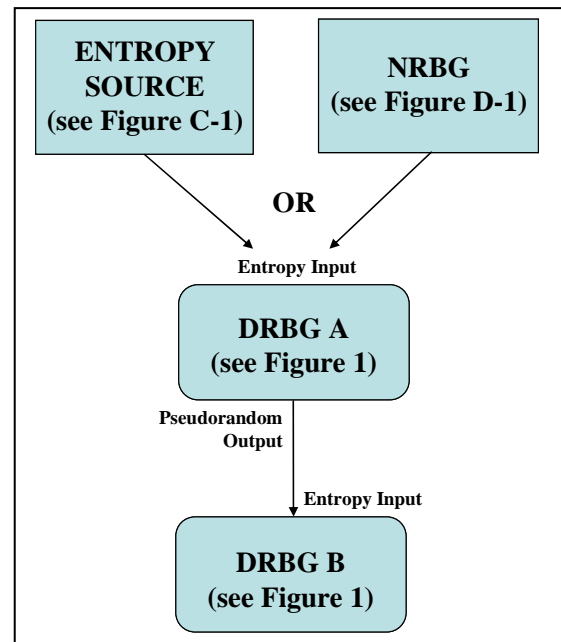 ENTROPY
SOURCE
(see Figure C-1)
NRBG
(see Figure D-1)
OR
Entropy Input
DRBG A
(see Figure 1)
Pseudorandom
Output
Entropy Input
DRBG B
(see Figure 1)